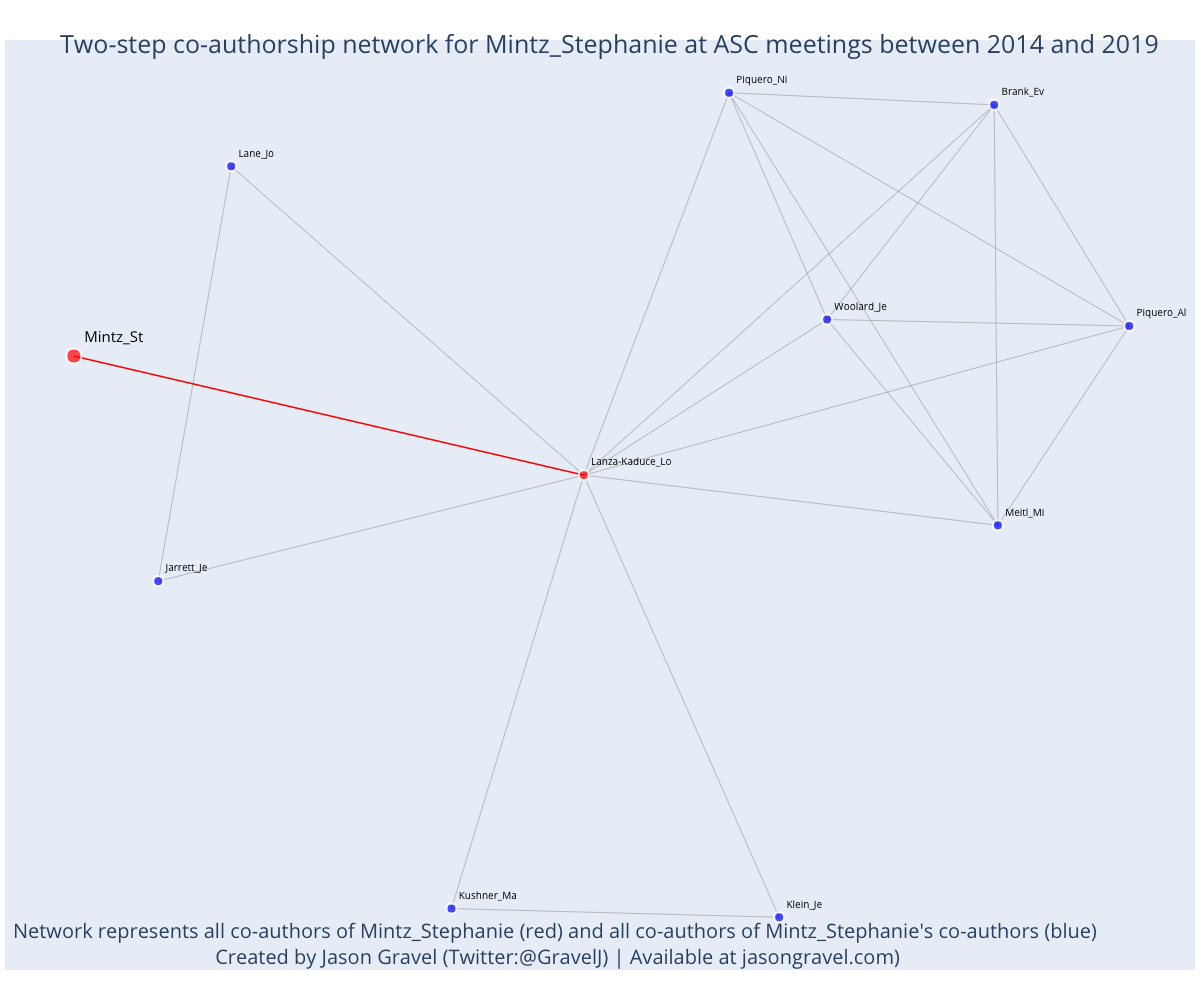 Two-step co-authorship network for Mintz_Stephanie at ASC meetings between 2014 and 2019
Piquero_Ni
Brank_Ev
Lane_Jo
Woolard_Je
Piquero_Al
Mintz_St
Lanza-Kaduce_Lo
Meitl_Mi
Jarrett_Je
Kushner_Ma
Klein_Je
Network represents all co-authors of Mintz_Stephanie (red) and all co-authors of Mintz_Stephanie's co-authors (blue)
Created by Jason Gravel (Twitter:@GravelJ) | Available at jasongravel.com)